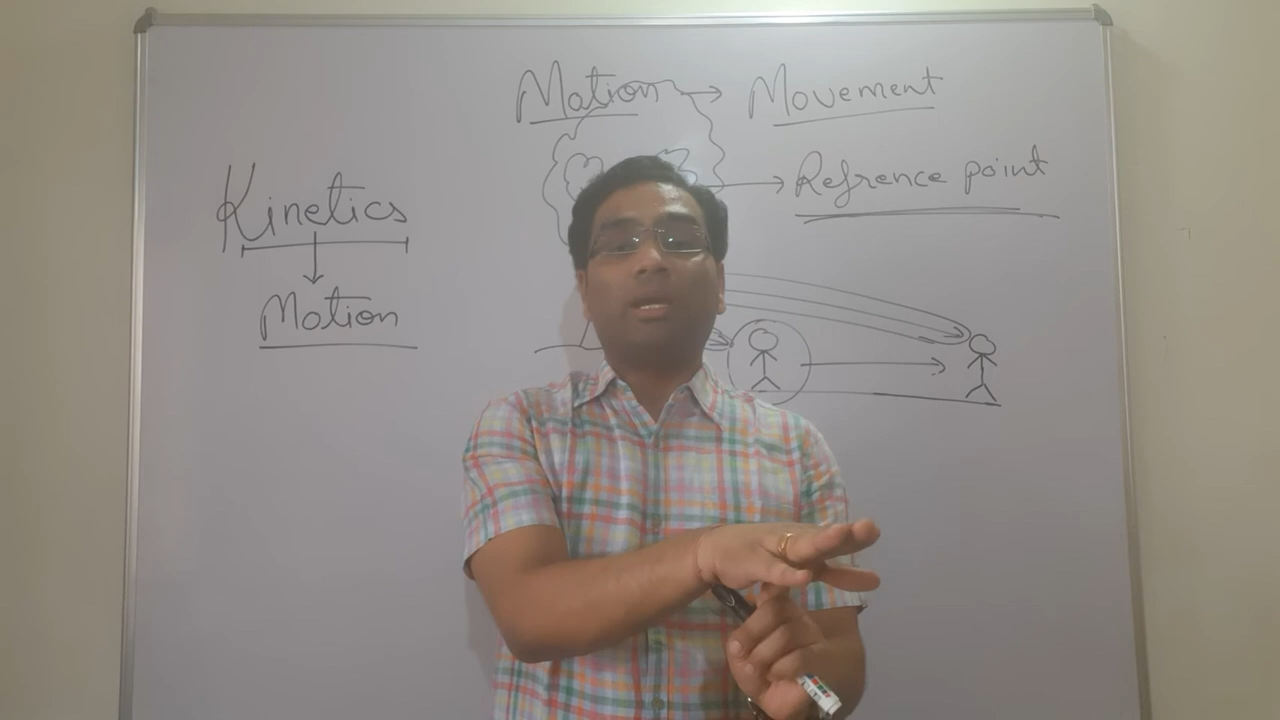 Motion → Movement
→ Refrence point
Kinetics
Motion